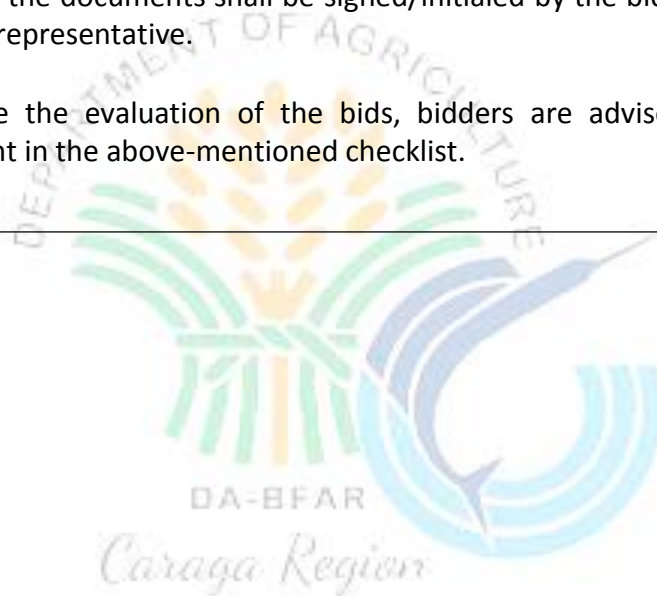 the documents shall be signed/initialed by the bid
representative.
e the evaluation of the bids, bidders are advise
nt in the above-mentioned checklist.
DEPARTMENT OF AGRICULTURE
DA-BFAR
Caraga Region